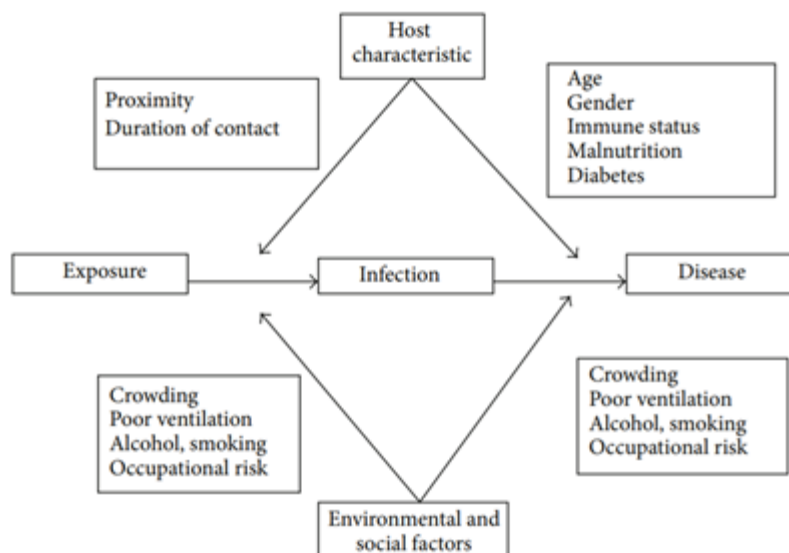 Host
characteristic
Proximity
Duration of contact
Age
Gender
Immune status
Malnutrition
Diabetes
Exposure
Infection
Disease
Crowding
Poor ventilation
Alcohol, smoking
Occupational risk
Crowding
Poor ventilation
Alcohol, smoking
Occupational risk
Environmental and
social factors